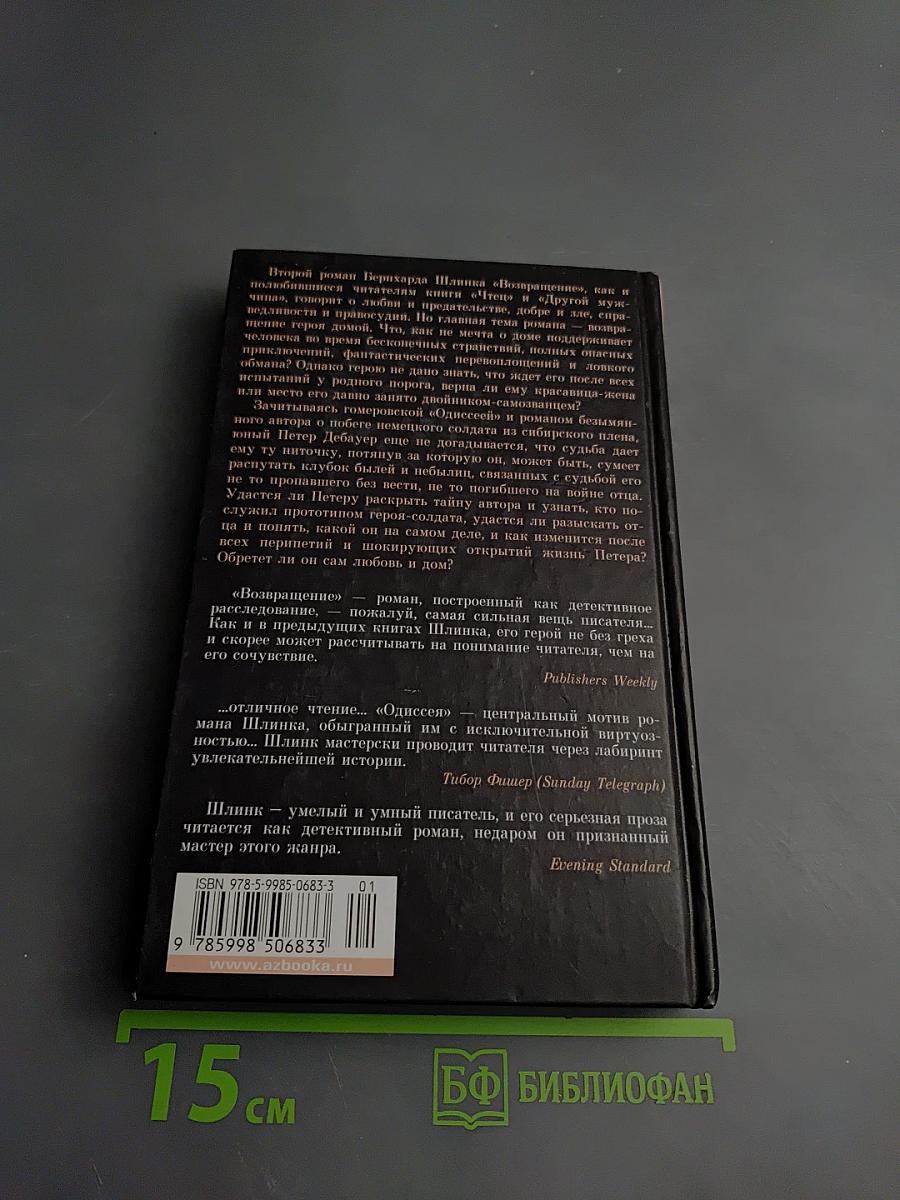 Второй роман Бернхарда Шлинка «Возвращение», как и
полюбившиеся читателям книги «Чтец» и «Другой муж-
чина», говорит о любви и предательстве, добре и зле, спра-
ведливости и правосудии. Но главная тема романа — возвра-
щение героя домой. Что, как не мечта о доме поддерживает
человека во время бесконечных странствий, полных опасных
приключений, фантастических перевоплощений и ловкого
обмана? Однако герою не дано знать, что ждет его после всех
испытаний у родного порога, верна ли ему красавица-жена
или место его давно занято двойником-самозванцем?
Зачитываясь гомеровской «Одиссеей» и романом безымян-
ного автора о побеге немецкого солдата из сибирского плена,
юный Петер Дебауер еще не догадывается, что судьба дает
ему ту ниточку, потянув за которую он, может быть, сумеет
распутать клубок былей и небылиц, связанных с судьбой его
не то пропавшего без вести, не то погибшего на войне отца.
Удастся ли Петеру раскрыть тайну автора и узнать, кто по-
служил прототипом героя-солдата, удастся ли разыскать от-
ца и понять, какой он на самом деле, и как изменится после
всех перипетий и шокирующих открытий жизнь Петера?
Обретет ли он сам любовь и дом?
«Возвращение» — роман, построенный как детективное
расследование, — пожалуй, самая сильная вещь писателя...
Как и в предыдущих книгах Шлинка, его герой не без греха
и скорее может рассчитывать на понимание читателя, чем на
его сочувствие.
Publishers Weekly
...отличное чтение... «Одиссея» — центральный мотив ро-
мана Шлинка, обыгранный им с исключительной виртуоз-
ностью... Шлинк мастерски проводит читателя через лабиринт
увлекательнейшей истории.
Тибор Фишер (Sunday Telegraph)
Шлинк — умелый и умный писатель, и его серьезная проза
читается как детективный роман, недаром он признанный
мастер этого жанра.
Evening Standard
ISBN 978-5-9985-0683-3 01
9 785998 506833
www.azbooka.ru
15 см
БФ БИБЛИОФАН